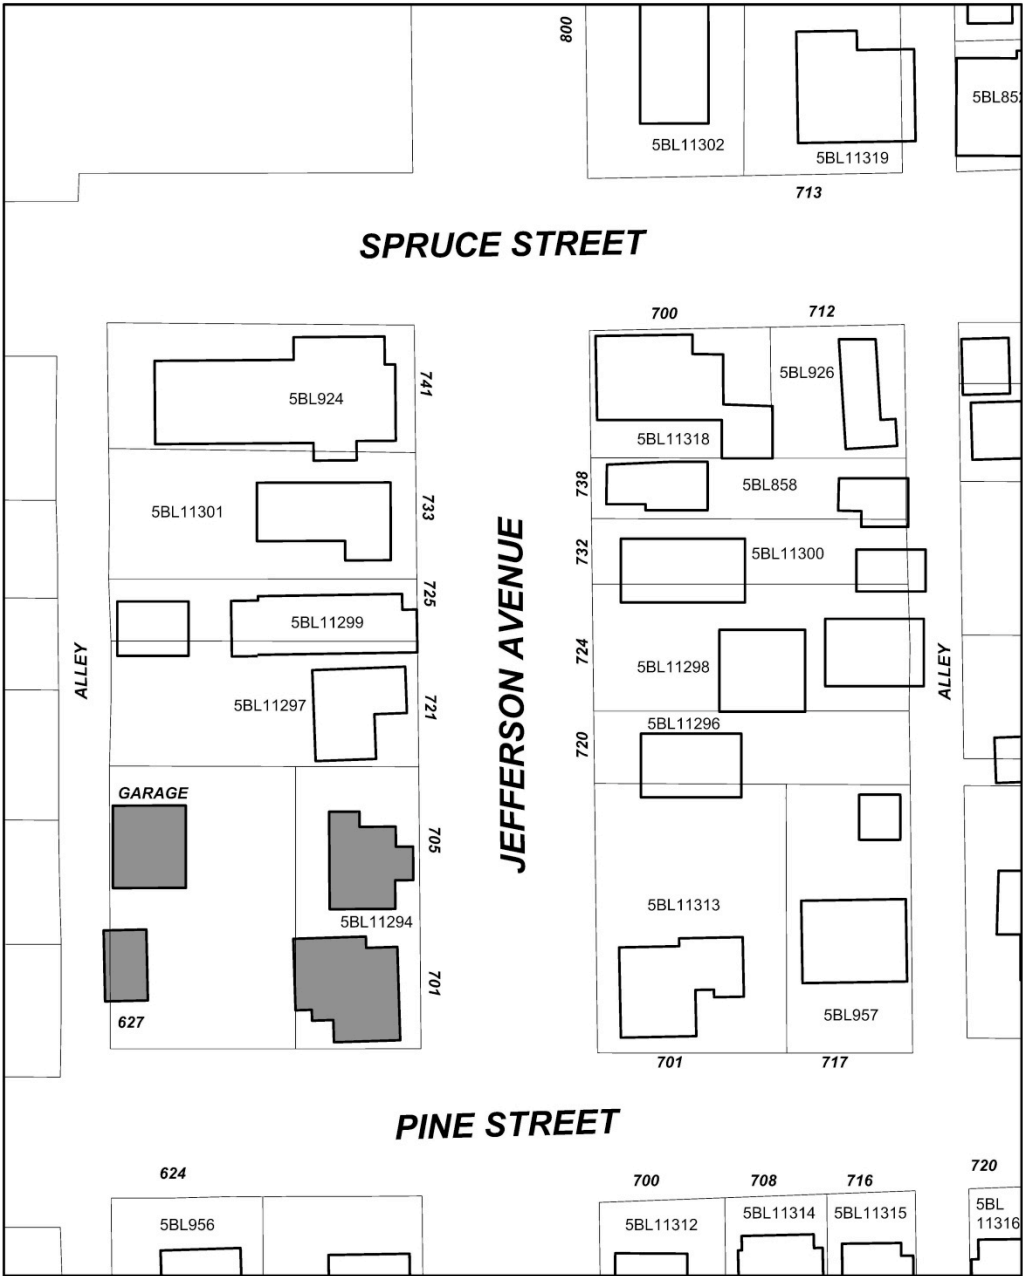 800
5BL11302
5BL11319
5BL852
713
SPRUCE STREET
700
712
741
5BL924
5BL926
5BL11318
733
5BL11301
738
5BL858
732
5BL11300
725
5BL11299
JEFFERSON AVENUE
724
5BL11298
ALLEY
ALLEY
5BL11297
721
720
5BL11296
GARAGE
705
5BL11294
5BL11313
701
627
5BL957
701
717
PINE STREET
624
700
708
716
720
5BL956
5BL11312
5BL11314
5BL11315
5BL
11316